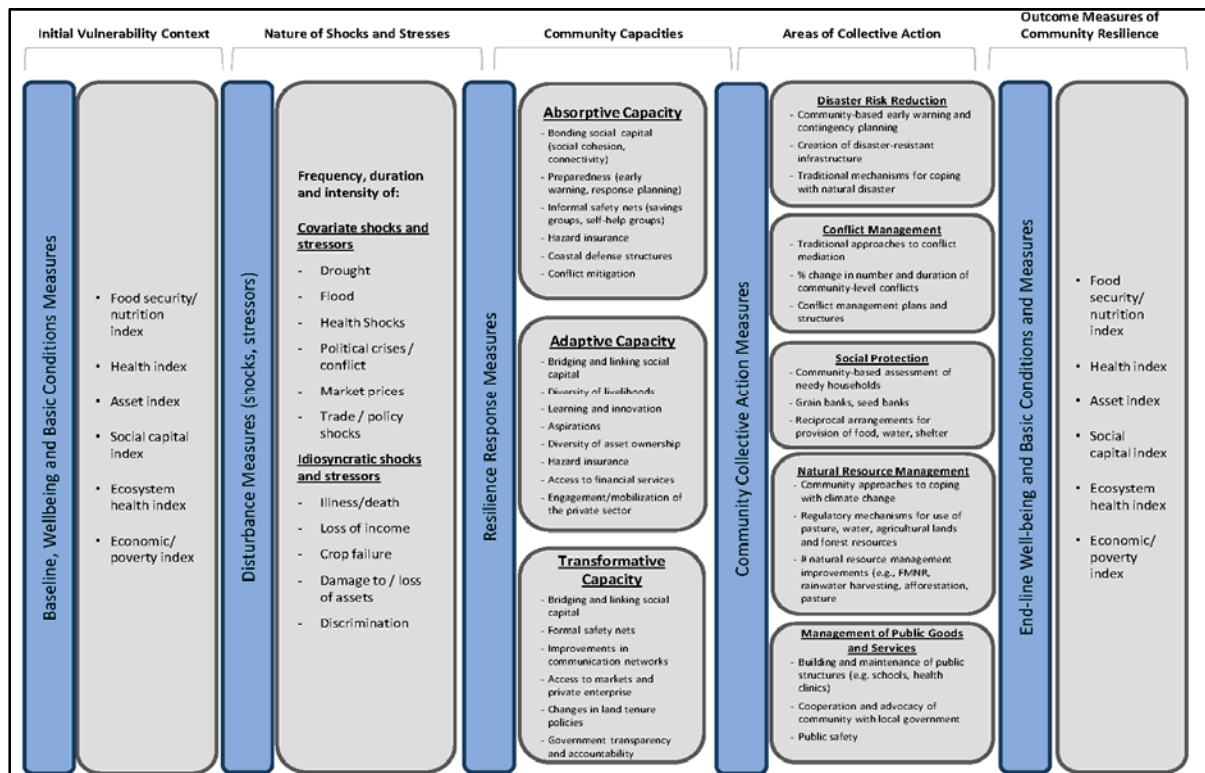 Initial Vulnerability Context
Nature of Shocks and Stresses
Community Capacities
Areas of Collective Action
Outcome Measures of
Community Resilience
Baseline, Wellbeing and Basic Conditions Measures
• Food security/
nutrition
index
• Health index
• Asset index
• Social capital
index
• Ecosystem
health index
• Economic/
poverty index
Disturbance Measures (shocks, stressors)
Frequency, duration
and intensity of:
Covariate shocks and
stressors
- Drought
- Flood
- Health Shocks
- Political crises /
conflict
- Market prices
- Trade / policy
shocks
Idiosyncratic shocks
and stressors
- Illness/death
- Loss of income
- Crop failure
- Damage to / loss
of assets
- Discrimination
Resilience Response Measures
Absorptive Capacity
- Bonding social capital
(social cohesion,
connectivity)
- Preparedness (early
warning, response planning)
- Informal safety nets (savings
groups, self-help groups)
- Hazard insurance
- Coastal defense structures
- Conflict mitigation
Adaptive Capacity
- Bridging and linking social
capital
- Diversity of livelihoods
- Learning and innovation
- Aspirations
- Diversity of asset ownership
- Hazard insurance
- Access to financial services
- Engagement/mobilization of
the private sector
Transformative
Capacity
- Bridging and linking social
capital
- Formal safety nets
- Improvements in
communication networks
- Access to markets and
private enterprise
- Changes in land tenure
policies
- Government transparency
and accountability
Community Collective Action Measures
Disaster Risk Reduction
- Community-based early warning and
contingency planning
- Creation of disaster-resistant
infrastructure
- Traditional mechanisms for coping
with natural disaster
Conflict Management
- Traditional approaches to conflict
mediation
- % change in number and duration of
community-level conflicts
- Conflict management plans and
structures
Social Protection
- Community-based assessment of
needy households
- Grain banks, seed banks
- Reciprocal arrangements for
provision of food, water, shelter
Natural Resource Management
- Community approaches to coping
with climate change
- Regulatory mechanisms for use of
pasture, water, agricultural lands
and forest resources
- # natural resource management
improvements (e.g., FMNR,
rainwater harvesting, afforestation,
pasture
Management of Public Goods
and Services
- Building and maintenance of public
structures (e.g. schools, health
clinics)
- Cooperation and advocacy of
community with local government
- Public safety
End-line Well-being and Basic Conditions and Measures
• Food
security/
nutrition
index
• Health index
• Asset index
• Social
capital index
• Ecosystem
health index
• Economic/
poverty
index